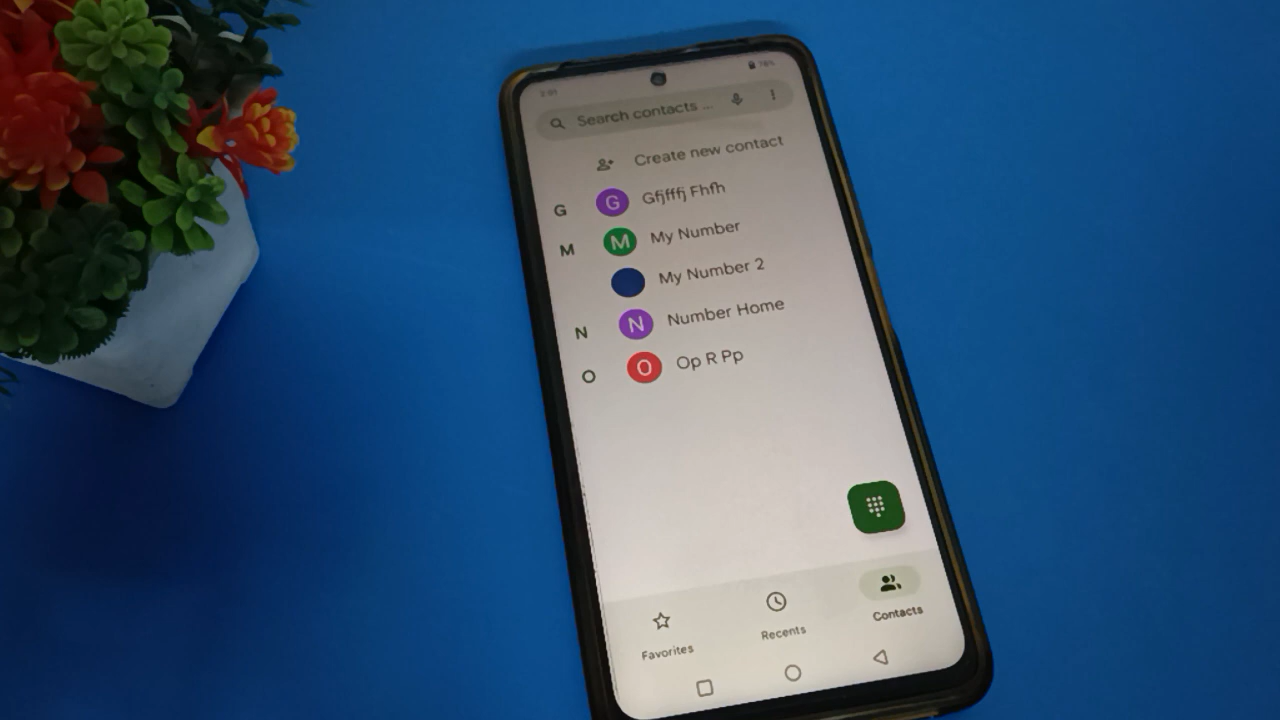 Search contacts ...
Create new contact
G G Gfjfffj Fhfh
M M My Number
My Number 2
N N Number Home
O O Op R Pp
Favorites Recents Contacts